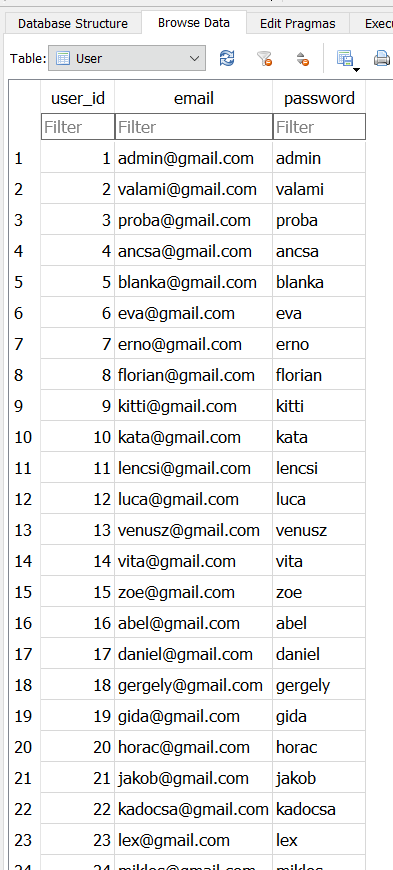 Database Structure Browse Data Edit Pragmas Execu
Table: User
user_id email password
Filter Filter Filter
1 1 admin@gmail.com admin
2 2 valami@gmail.com valami
3 3 proba@gmail.com proba
4 4 ancsa@gmail.com ancsa
5 5 blanka@gmail.com blanka
6 6 eva@gmail.com eva
7 7 erno@gmail.com erno
8 8 florian@gmail.com florian
9 9 kitti@gmail.com kitti
10 10 kata@gmail.com kata
11 11 lencsi@gmail.com lencsi
12 12 luca@gmail.com luca
13 13 venusz@gmail.com venusz
14 14 vita@gmail.com vita
15 15 zoe@gmail.com zoe
16 16 abel@gmail.com abel
17 17 daniel@gmail.com daniel
18 18 gergely@gmail.com gergely
19 19 gida@gmail.com gida
20 20 horac@gmail.com horac
21 21 jakob@gmail.com jakob
22 22 kadocsa@gmail.com kadocsa
23 23 lex@gmail.com lex
24 24 miklos@gmail.com miklos